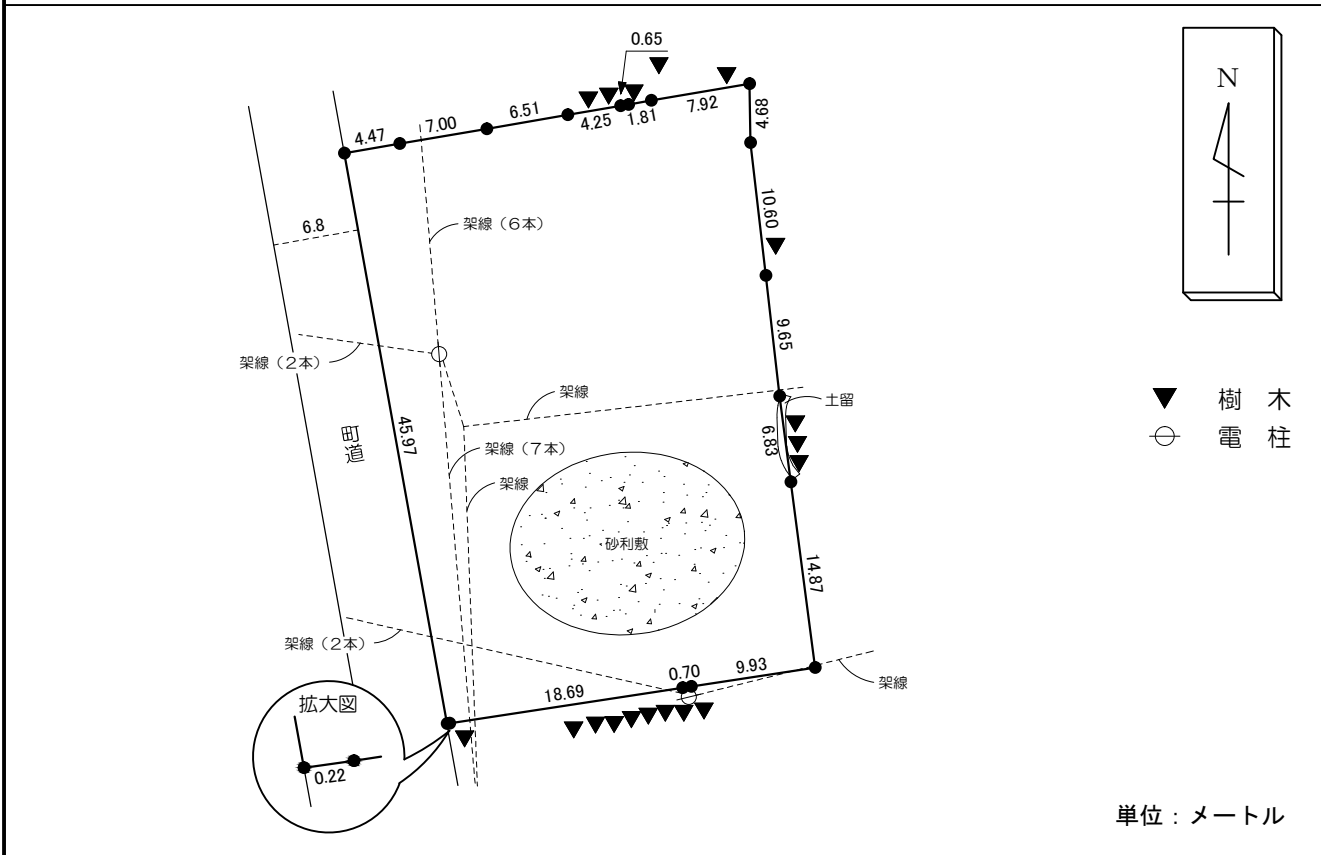 0.65
N
4.47
7.00
6.51
4.25
1.81
7.92
4.68
10.60
6.8
架線（6本）
9.65
架線（2本）
架線
樹　木
土留
電　柱
6.83
町道
45.97
架線（7本）
架線
砂利敷
14.87
架線（2本）
18.69
0.70
9.93
架線
拡大図
0.22
単位：メートル